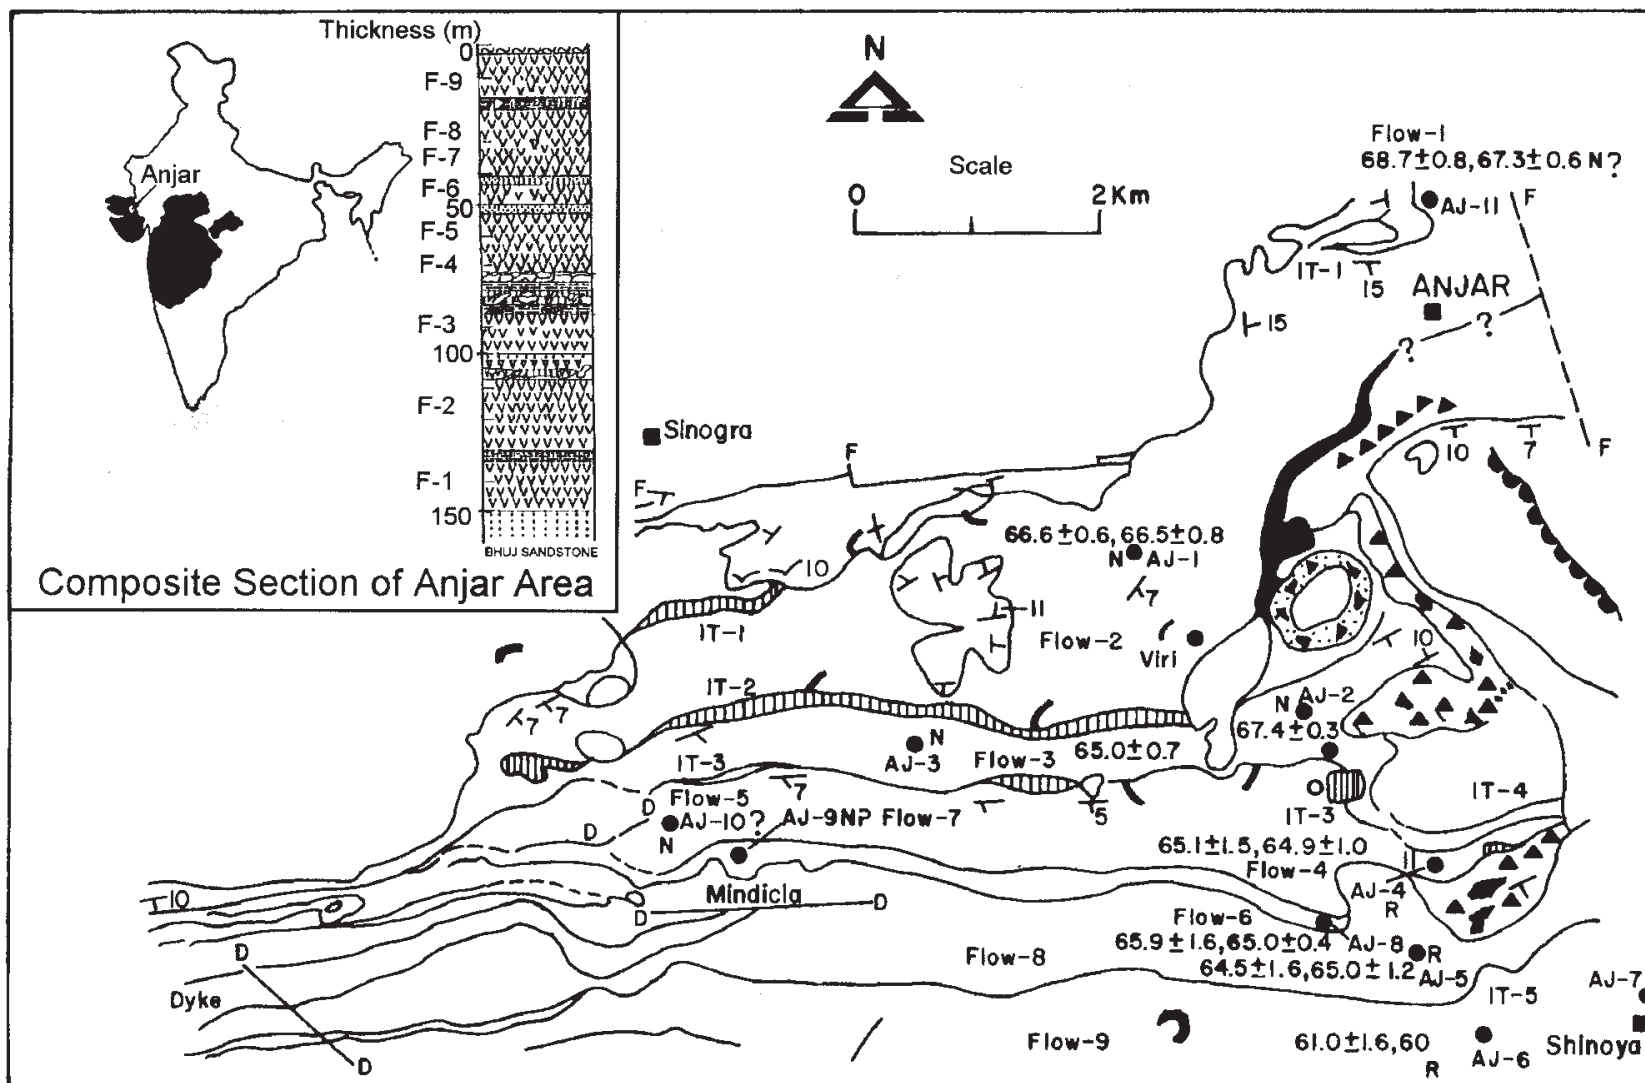 Thickness (m)
0
F-9
F-8
F-7
F-6
50
F-5
F-4
F-3
100
F-2
F-1
150
BHUJ SANDSTONE
Anjar
Composite Section of Anjar Area
N
Scale
0 2 Km
Flow-1
68.7±0.8, 67.3±0.6 N?
AJ-11
F
IT-1
15
ANJAR
15
?
?
Sinogra
F
F
10
7
F
66.6±0.6, 66.5±0.8
N AJ-1
10
7
IT-1
11
Flow-2
Viri
10
IT-2
7
7
N AJ-2
67.4±0.3
N
AJ-3
Flow-3
65.0±0.7
IT-3
7
5
IT-3
IT-4
D
Flow-5
AJ-10?
N
AJ-9NP Flow-7
D
65.1±1.5, 64.9±1.0
Flow-4
11
AJ-4
R
10
Mindicla
D
D
Flow-6
65.9±1.6, 65.0±0.4 AJ-8 R
64.5±1.6, 65.0±1.2 AJ-5
D
Flow-8
IT-5
AJ-7
Dyke
D
Flow-9
61.0±1.6, 60
R
AJ-6
Shinoya